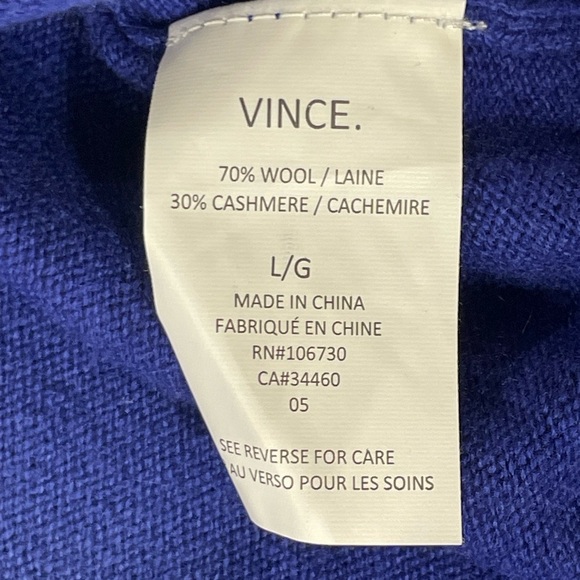 VINCE.
70% WOOL / LAINE
30% CASHMERE / CACHEMIRE
L/G
MADE IN CHINA
FABRIQUÉ EN CHINE
RN#106730
CA#34460
05
SEE REVERSE FOR CARE
AU VERSO POUR LES SOINS